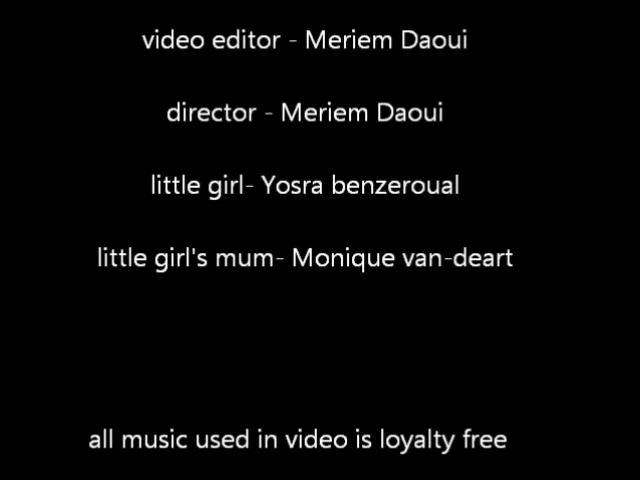 video editor - Meriem Daoui
director - Meriem Daoui
little girl- Yosra benzeroual
little girl's mum- Monique van-deart
all music used in video is loyalty free